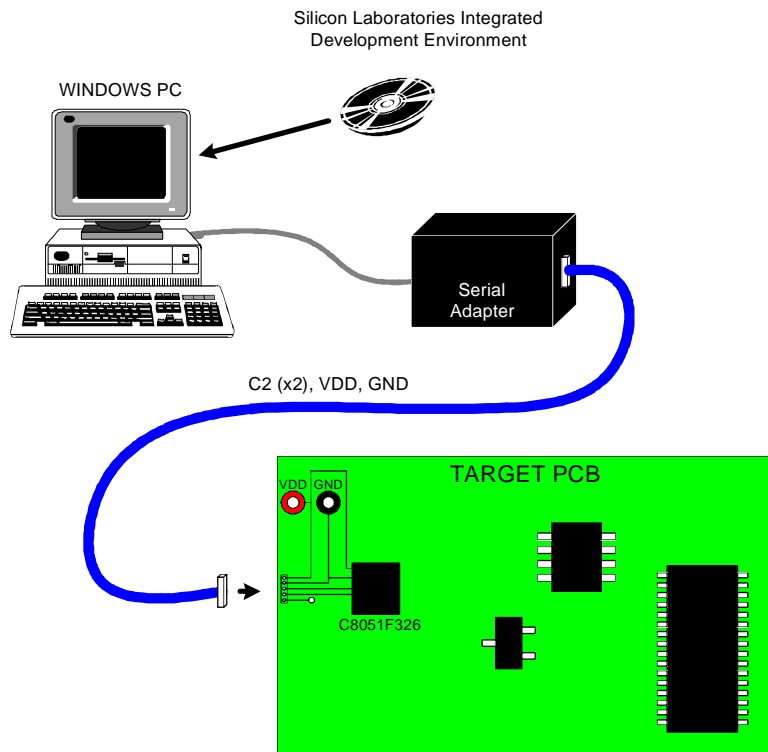 Silicon Laboratories Integrated
Development Environment
WINDOWS PC
Serial
Adapter
C2 (x2), VDD, GND
TARGET PCB
VDD
GND
C8051F326